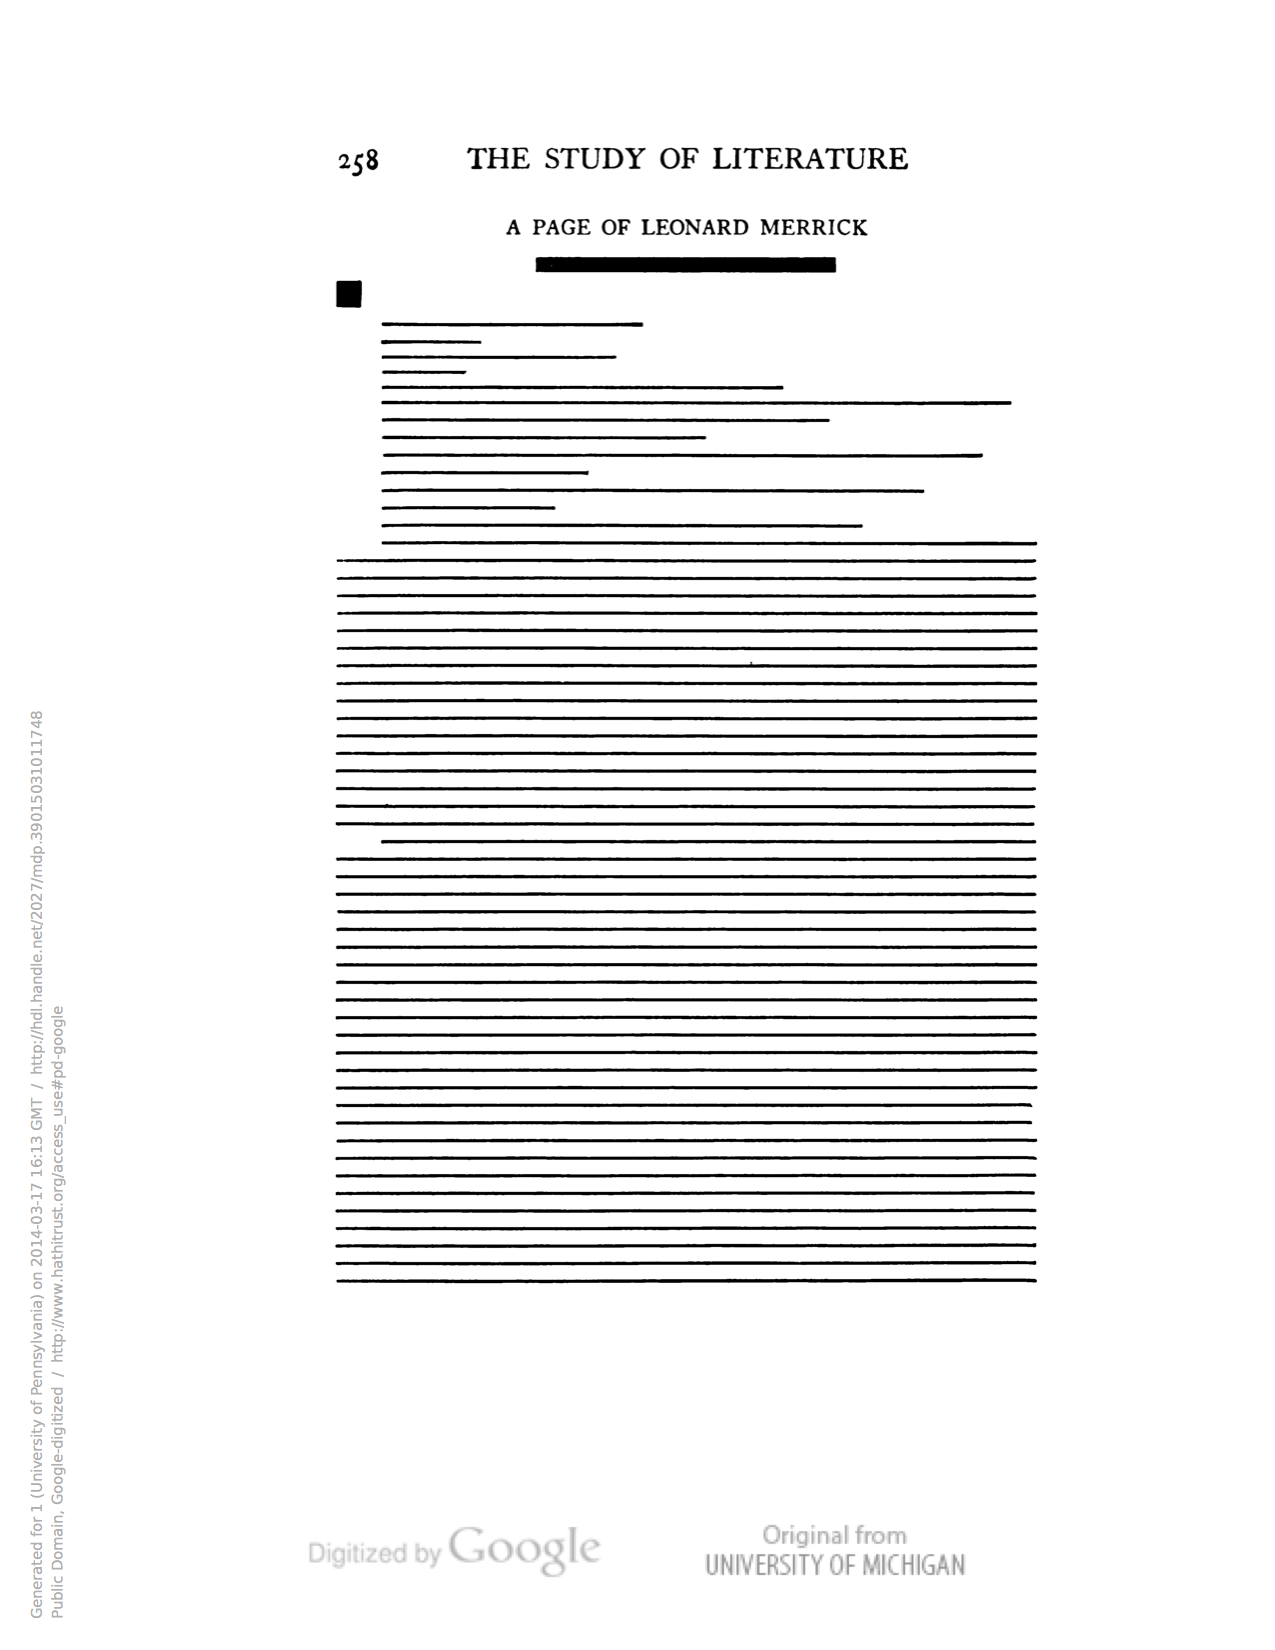 258 THE STUDY OF LITERATURE
A PAGE OF LEONARD MERRICK
Generated for 1 (University of Pennsylvania) on 2014-03-17 16:13 GMT / http://hdl.handle.net/2027/mdp.39015031011748
Public Domain, Google-digitized / http://www.hathitrust.org/access_use#pd-google
Digitized by Google
Original from
UNIVERSITY OF MICHIGAN